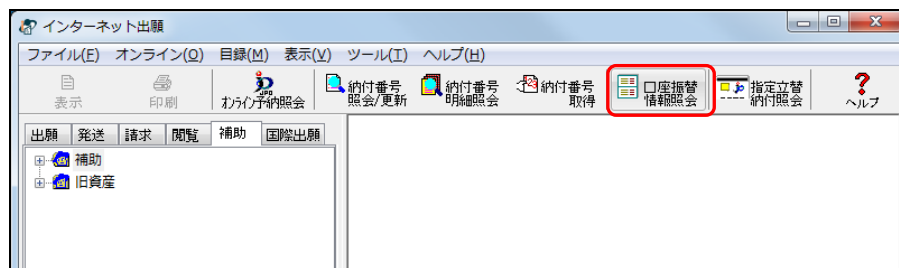 インターネット出願
ファイル(F) オンライン(O) 目録(M) 表示(V) ツール(T) ヘルプ(H)
表示
印刷
JPO
オンライン予納照会
納付番号
照会/更新
納付番号
明細照会
123
納付番号
取得
口座振替
情報照会
指定立替
納付照会
ヘルプ
出願 発送 請求 閲覧 補助 国際出願
補助
旧資産